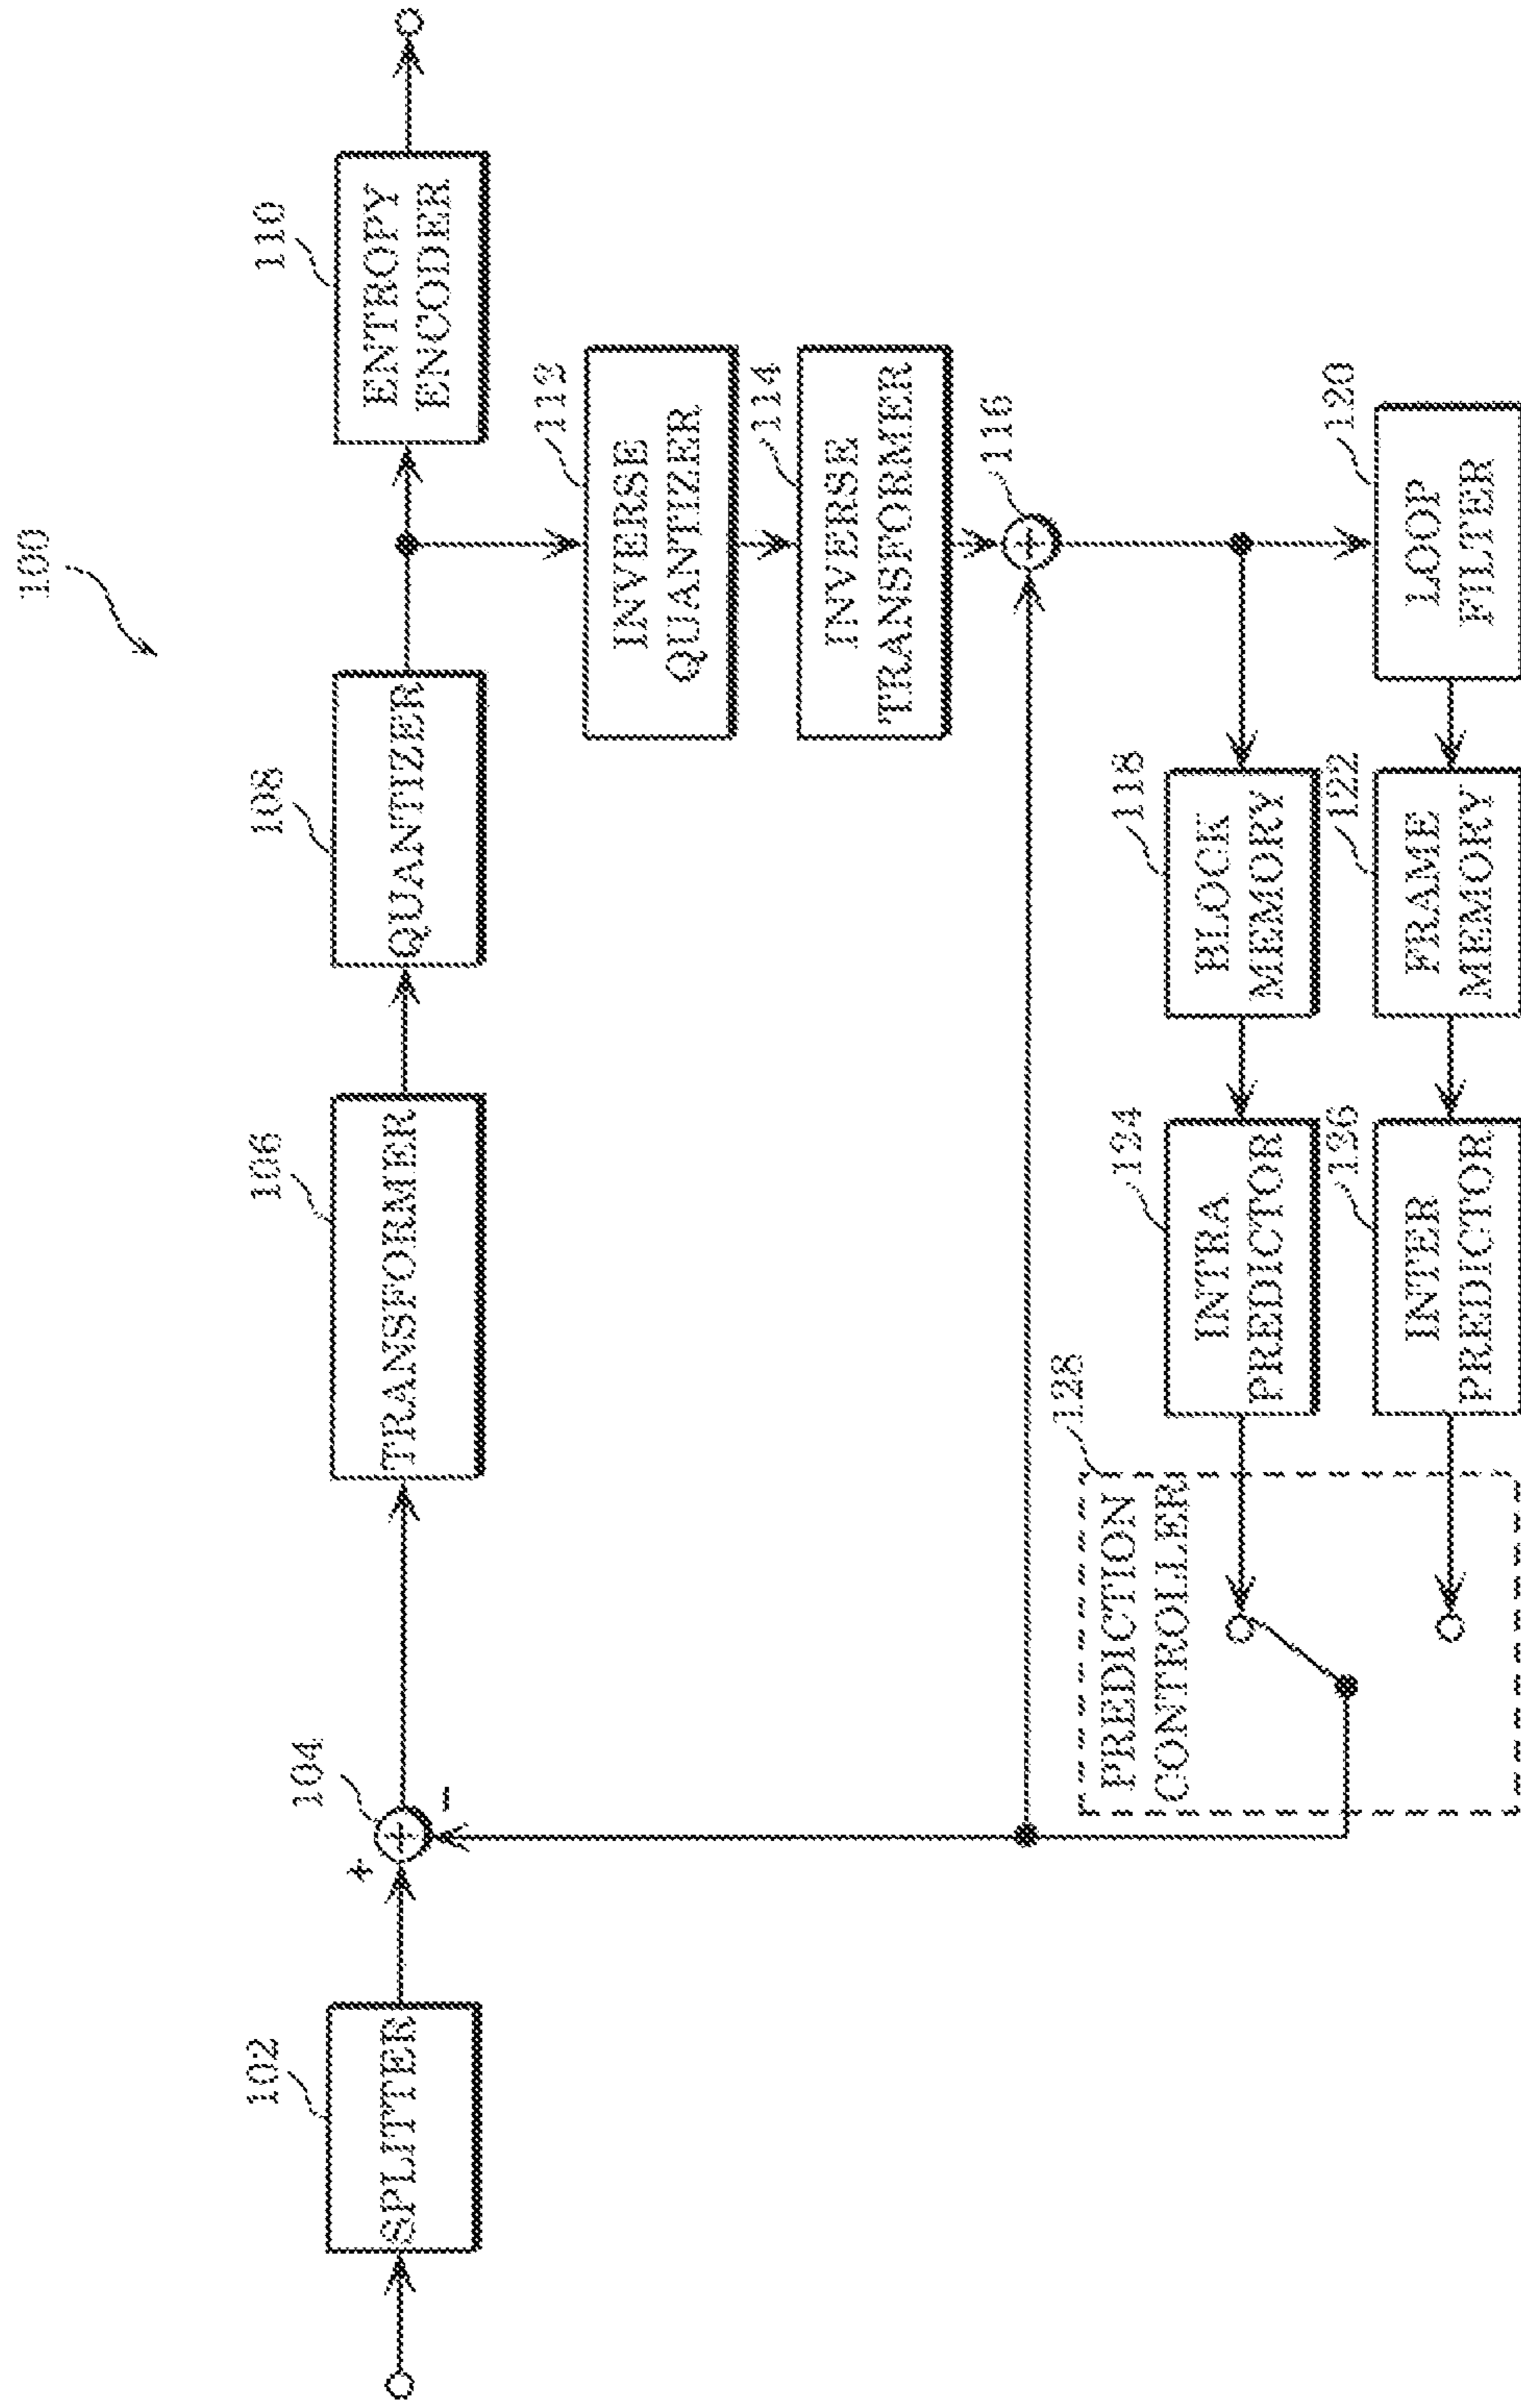 100
102
SPLITTER
104
+
-
106
TRANSFORMER
108
QUANTIZER
110
ENTROPY
ENCODER
112
INVERSE
QUANTIZER
114
INVERSE
TRANSFORMER
116
128
PREDICTION
CONTROLLER
124
INTRA
PREDICTOR
118
BLOCK
MEMORY
126
INTER
PREDICTOR
122
FRAME
MEMORY
120
LOOP
FILTER